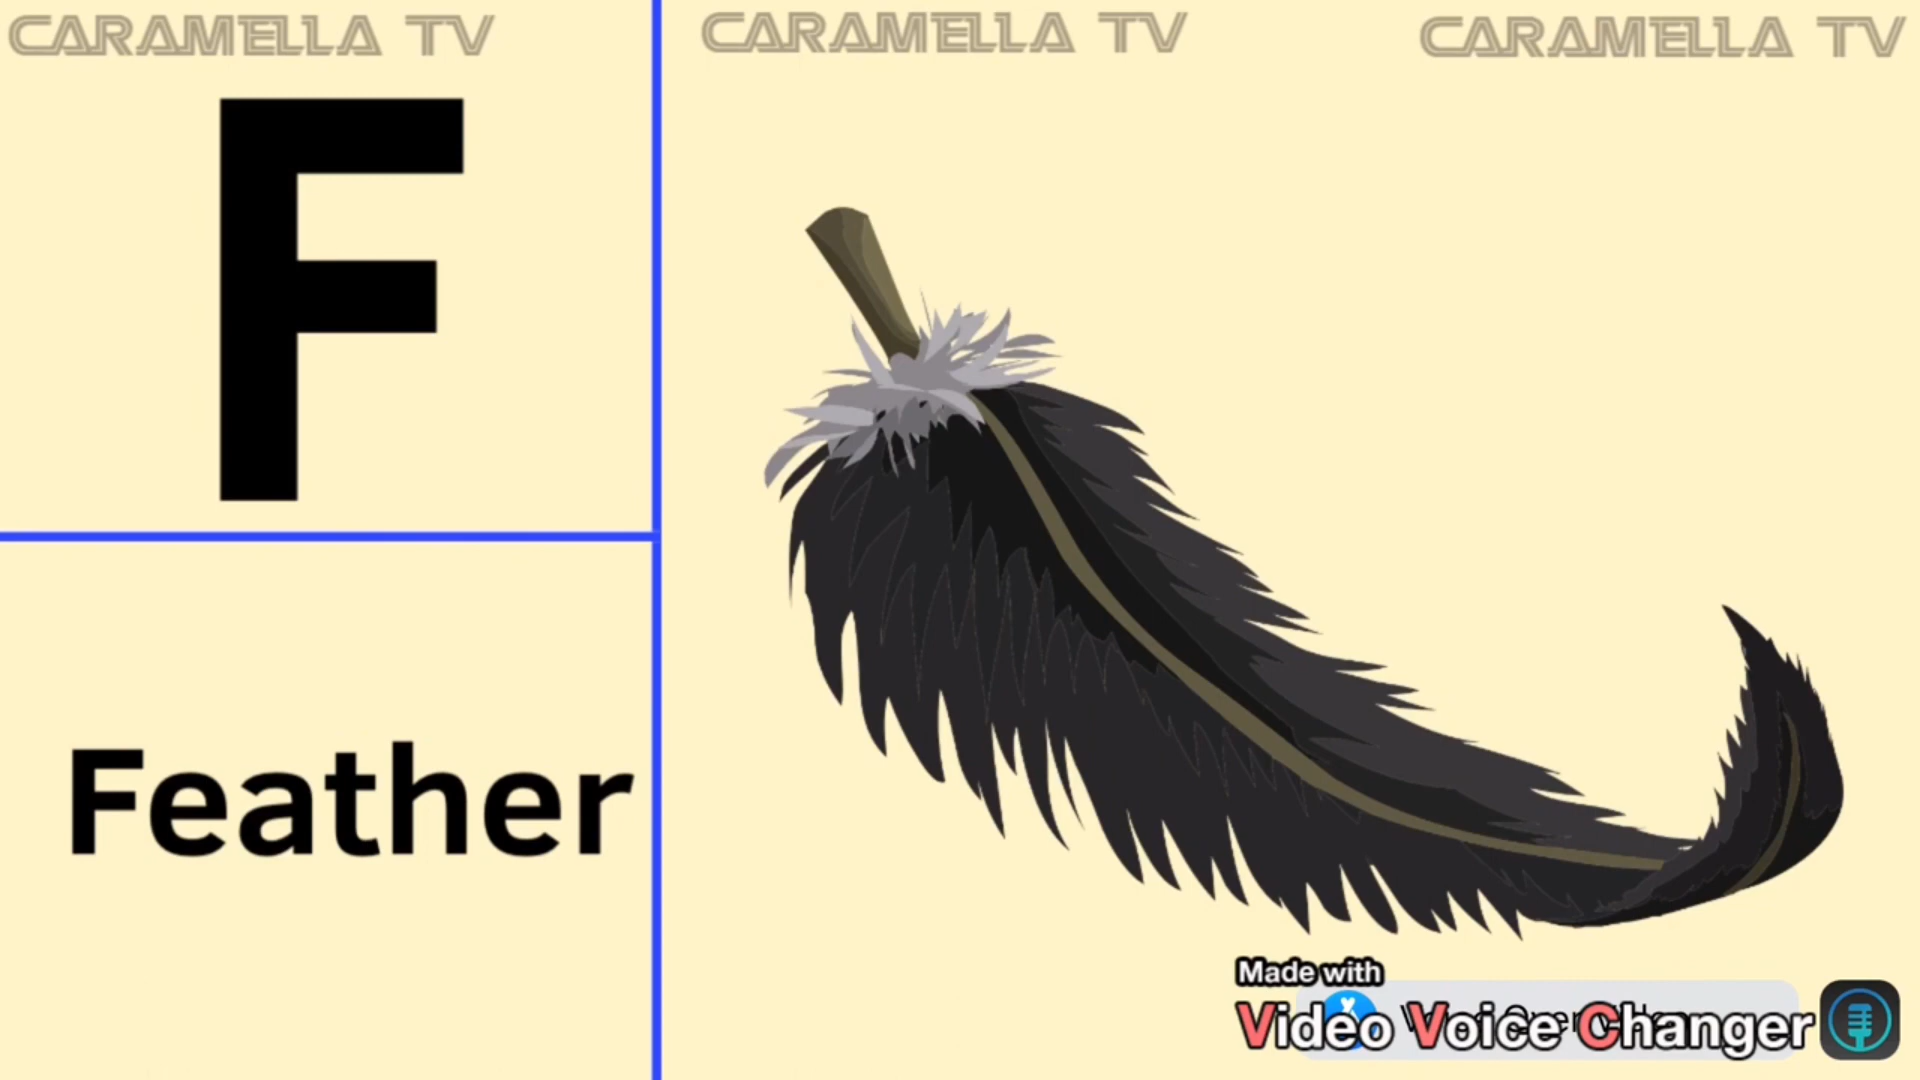 CARAMELLA TV
CARAMELLA TV
CARAMELLA TV
F
Feather
Made with
Video Voice Changer